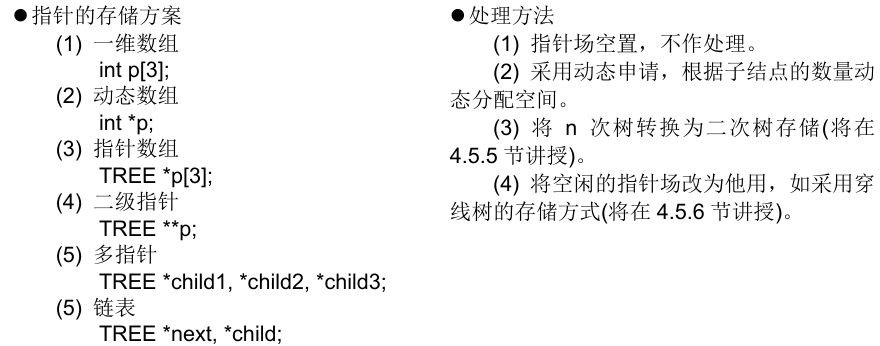 ●指针的存储方案
(1) 一维数组
int p[3];
(2) 动态数组
int *p;
(3) 指针数组
TREE *p[3];
(4) 二级指针
TREE **p;
(5) 多指针
TREE *child1, *child2, *child3;
(5) 链表
TREE *next, *child;
●处理方法
(1) 指针场空置，不作处理。
(2) 采用动态申请，根据子结点的数量动
态分配空间。
(3) 将 n 次树转换为二次树存储(将在
4.5.5 节讲授)。
(4) 将空闲的指针场改为他用，如采用穿
线树的存储方式(将在 4.5.6 节讲授)。